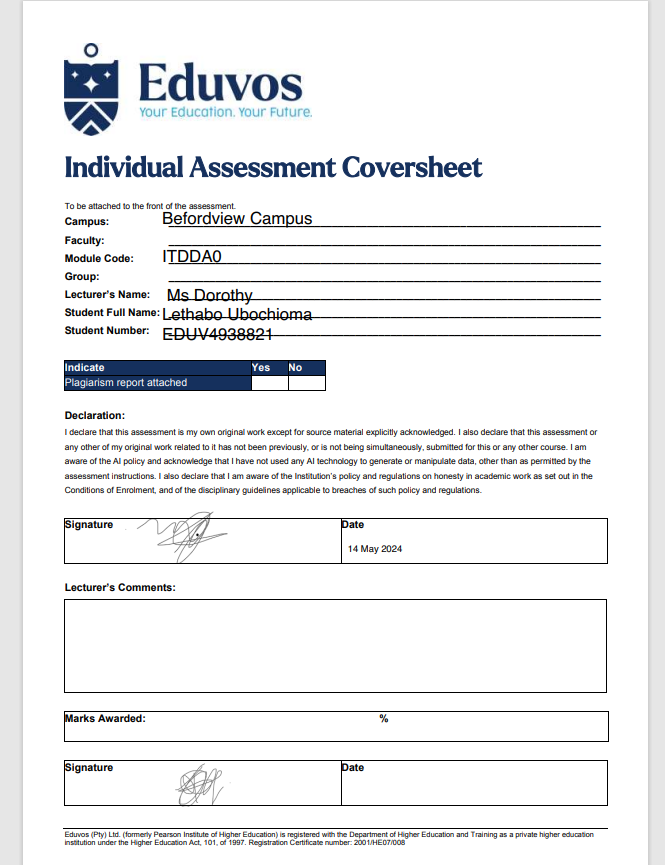 Eduvos
Your Education. Your Future.
Individual Assessment Coversheet
To be attached to the front of the assessment.
Campus: Befordview Campus
Faculty:
Module Code: ITDDA0
Group:
Lecturer's Name: Ms Dorothy
Student Full Name: Lethabo Ubochioma
Student Number: EDUV4938821
Indicate Yes No
Plagiarism report attached
Declaration:
I declare that this assessment is my own original work except for source material explicitly acknowledged. I also declare that this assessment or
any other of my original work related to it has not been previously, or is not being simultaneously, submitted for this or any other course. I am
aware of the AI policy and acknowledge that I have not used any AI technology to generate or manipulate data, other than as permitted by the
assessment instructions. I also declare that I am aware of the Institution's policy and regulations on honesty in academic work as set out in the
Conditions of Enrolment, and of the disciplinary guidelines applicable to breaches of such policy and regulations.
Signature Date
14 May 2024
Lecturer's Comments:
Marks Awarded: %
Signature Date
Eduvos (Pty) Ltd. (formerly Pearson Institute of Higher Education) is registered with the Department of Higher Education and Training as a private higher education
institution under the Higher Education Act, 101, of 1997. Registration Certificate number: 2001/HE07/008